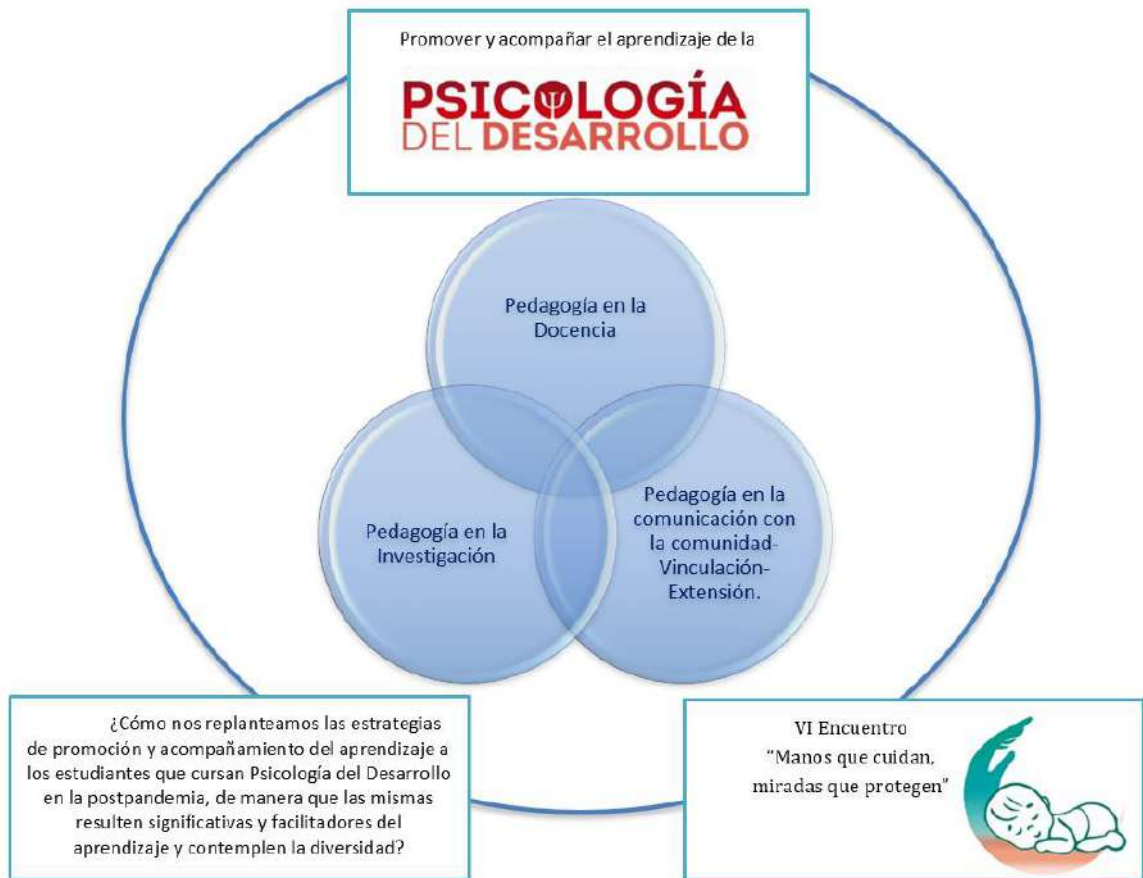 Promover y acompañar el aprendizaje de la
PSICOLOGÍA
DEL DESARROLLO
Pedagogía en la
Docencia
Pedagogía en la
Investigación
Pedagogía en la
comunicación con
la comunidad-
Vinculación-
Extensión.
¿Cómo nos replanteamos las estrategias
de promoción y acompañamiento del aprendizaje a
los estudiantes que cursan Psicología del Desarrollo
en la postpandemia, de manera que las mismas
resulten significativas y facilitadores del
aprendizaje y contemplen la diversidad?
VI Encuentro
"Manos que cuidan,
miradas que protegen"